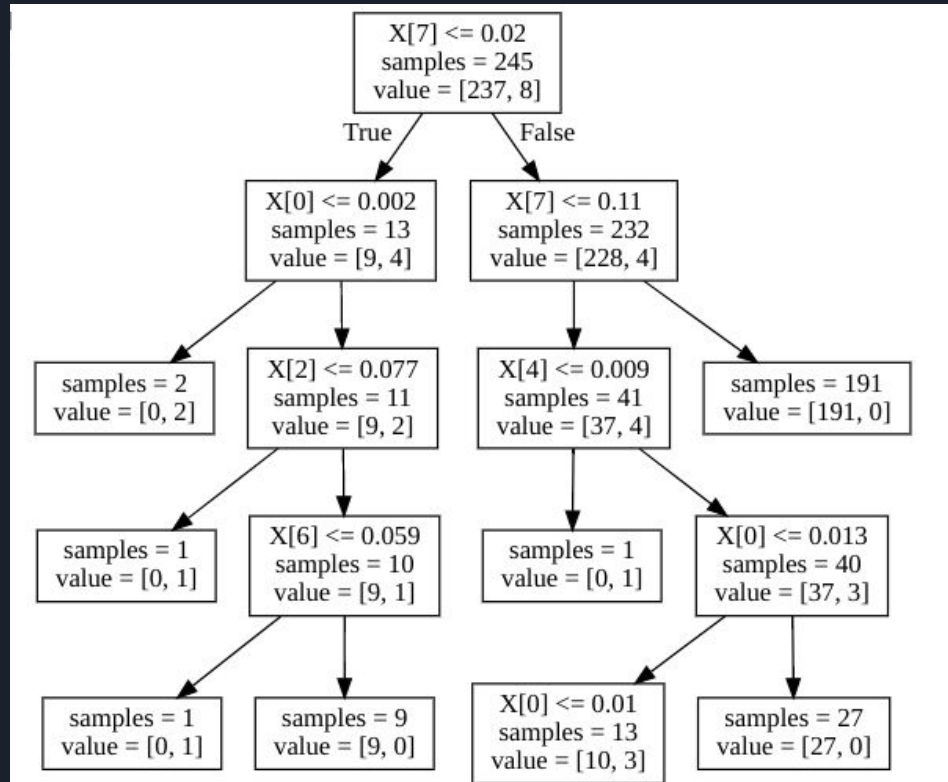 X[7] <= 0.02
samples = 245
value = [237, 8]
True
False
X[0] <= 0.002
samples = 13
value = [9, 4]
X[7] <= 0.11
samples = 232
value = [228, 4]
samples = 2
value = [0, 2]
X[2] <= 0.077
samples = 11
value = [9, 2]
X[4] <= 0.009
samples = 41
value = [37, 4]
samples = 191
value = [191, 0]
samples = 1
value = [0, 1]
X[6] <= 0.059
samples = 10
value = [9, 1]
samples = 1
value = [0, 1]
X[0] <= 0.013
samples = 40
value = [37, 3]
samples = 1
value = [0, 1]
samples = 9
value = [9, 0]
X[0] <= 0.01
samples = 13
value = [10, 3]
samples = 27
value = [27, 0]